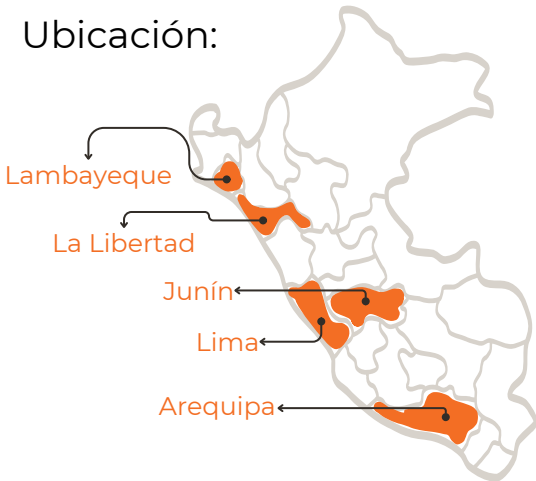 Ubicación:
Lambayeque
La Libertad
Junín
Lima
Arequipa